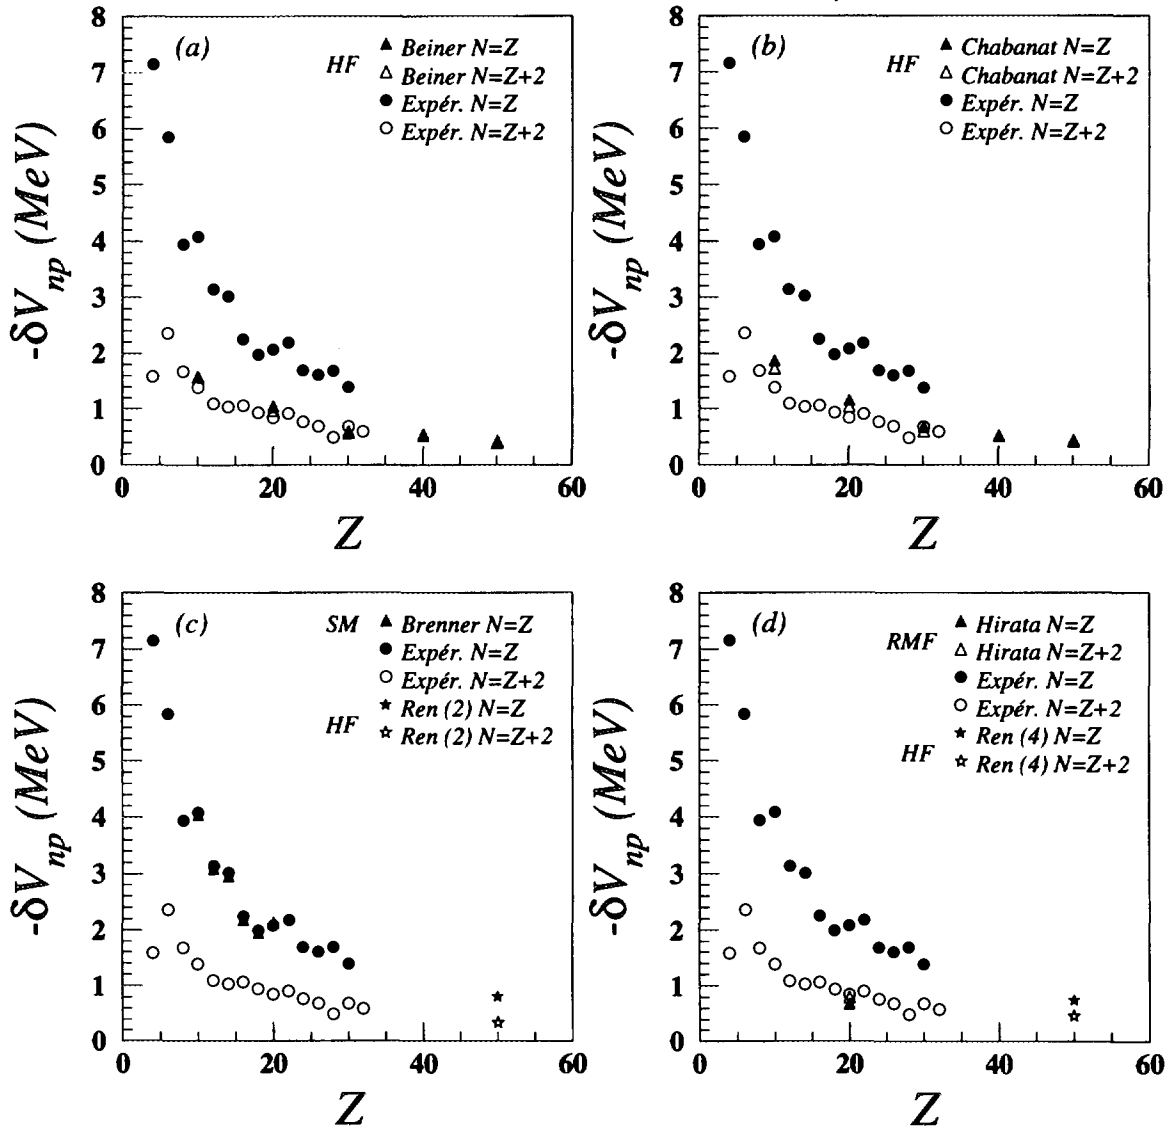 (a)
HF
▲ Beiner N=Z
△ Beiner N=Z+2
● Expér. N=Z
○ Expér. N=Z+2
-δV_np (MeV)
8
7
6
5
4
3
2
1
0
0 20 40 60
Z
(b)
HF
▲ Chabanat N=Z
△ Chabanat N=Z+2
● Expér. N=Z
○ Expér. N=Z+2
-δV_np (MeV)
8
7
6
5
4
3
2
1
0
0 20 40 60
Z
(c)
SM
▲ Brenner N=Z
● Expér. N=Z
○ Expér. N=Z+2
HF
★ Ren (2) N=Z
☆ Ren (2) N=Z+2
-δV_np (MeV)
8
7
6
5
4
3
2
1
0
0 20 40 60
Z
(d)
RMF
▲ Hirata N=Z
△ Hirata N=Z+2
● Expér. N=Z
○ Expér. N=Z+2
HF
★ Ren (4) N=Z
☆ Ren (4) N=Z+2
-δV_np (MeV)
8
7
6
5
4
3
2
1
0
0 20 40 60
Z